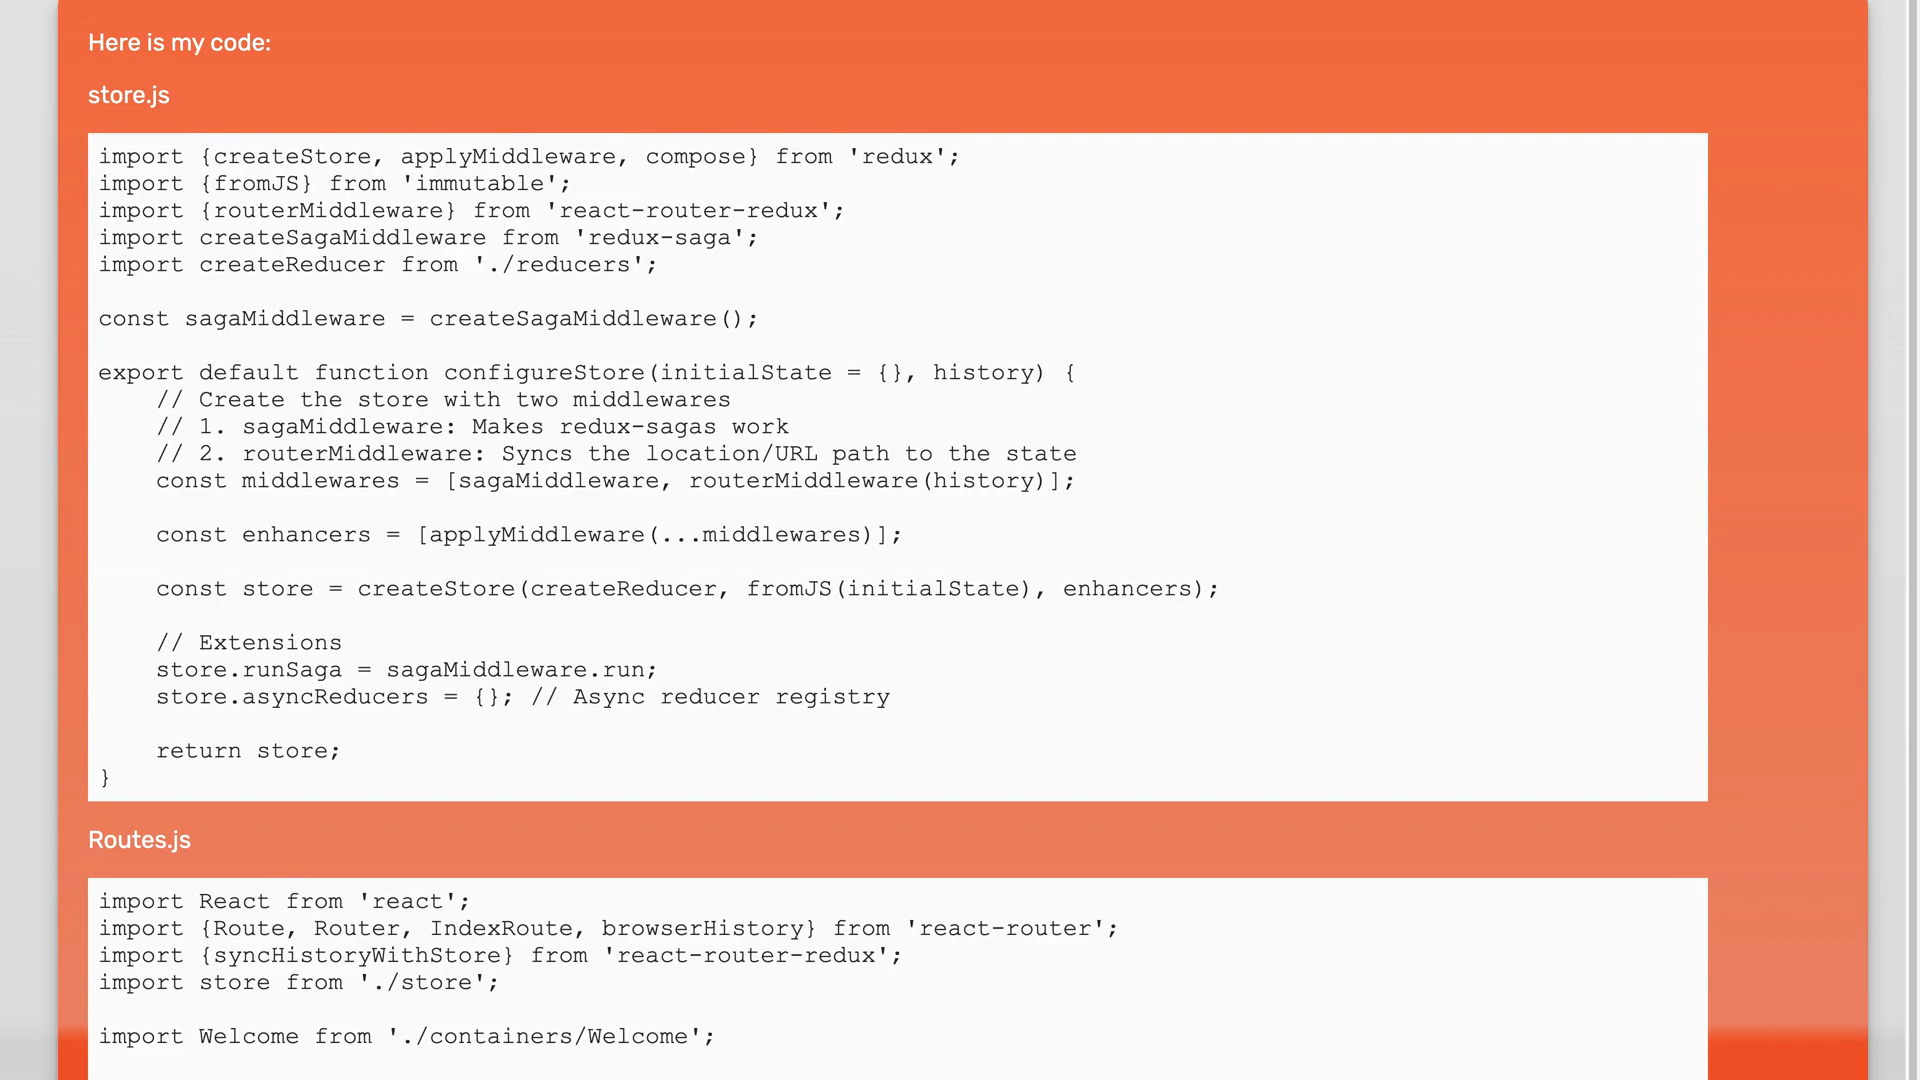 Here is my code:
store.js
import {createStore, applyMiddleware, compose} from 'redux';
import {fromJS} from 'immutable';
import {routerMiddleware} from 'react-router-redux';
import createSagaMiddleware from 'redux-saga';
import createReducer from './reducers';

const sagaMiddleware = createSagaMiddleware();

export default function configureStore(initialState = {}, history) {
    // Create the store with two middlewares
    // 1. sagaMiddleware: Makes redux-sagas work
    // 2. routerMiddleware: Syncs the location/URL path to the state
    const middlewares = [sagaMiddleware, routerMiddleware(history)];

    const enhancers = [applyMiddleware(...middlewares)];

    const store = createStore(createReducer, fromJS(initialState), enhancers);

    // Extensions
    store.runSaga = sagaMiddleware.run;
    store.asyncReducers = {}; // Async reducer registry

    return store;
}
Routes.js
import React from 'react';
import {Route, Router, IndexRoute, browserHistory} from 'react-router';
import {syncHistoryWithStore} from 'react-router-redux';
import store from './store';

import Welcome from './containers/Welcome';